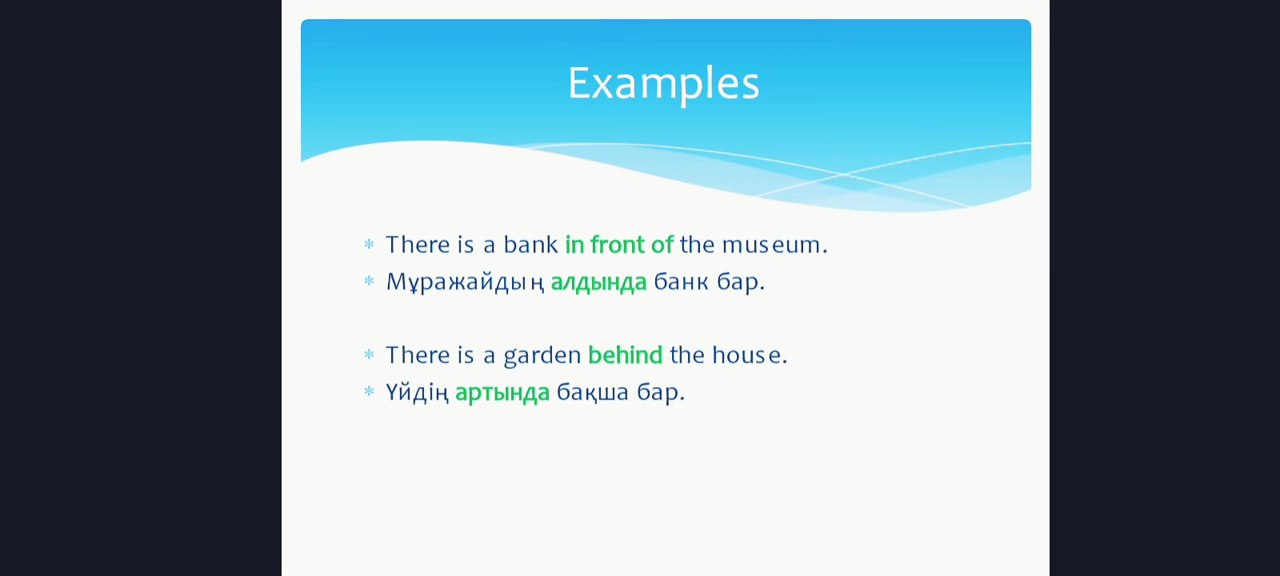 Examples
There is a bank in front of the museum.
Мұражайдың алдында банк бар.
There is a garden behind the house.
Үйдің артында бақша бар.